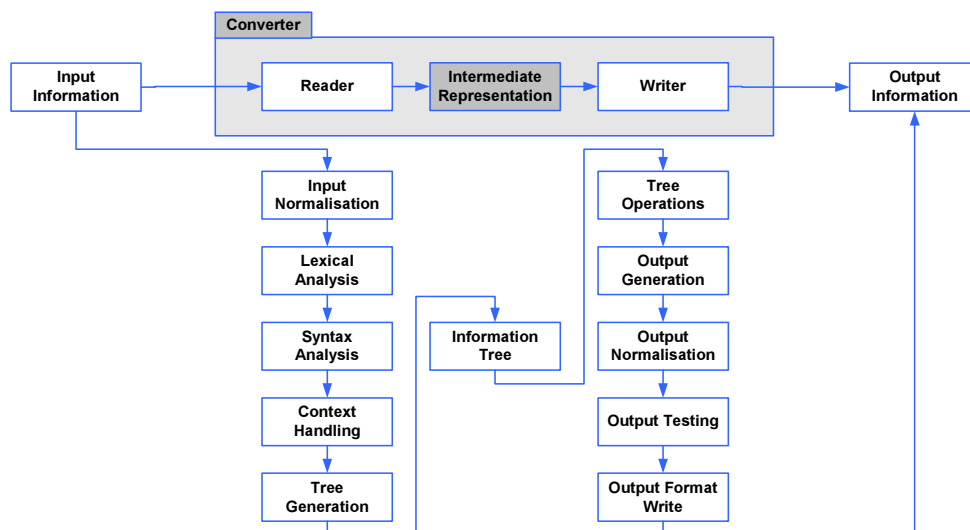 Converter
Input
Information
Reader
Intermediate
Representation
Writer
Output
Information
Input
Normalisation
Lexical
Analysis
Syntax
Analysis
Context
Handling
Tree
Generation
Information
Tree
Tree
Operations
Output
Generation
Output
Normalisation
Output Testing
Output Format
Write